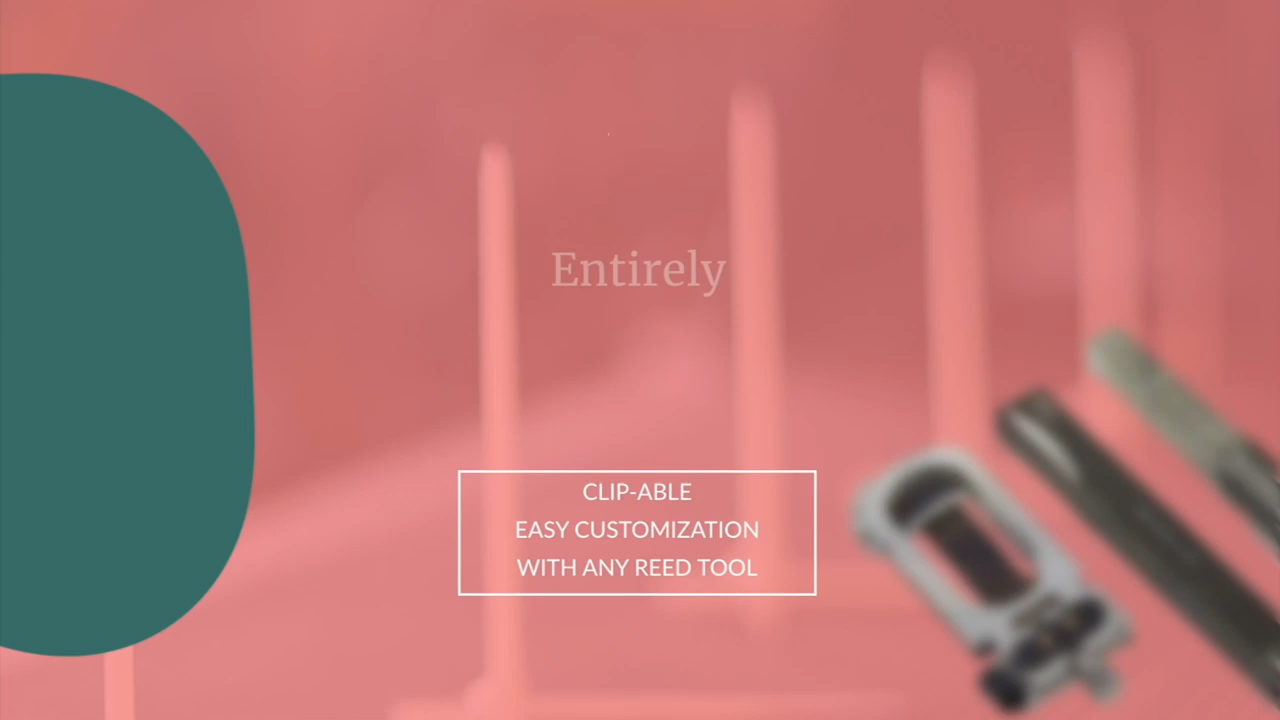 Entirely
CLIP-ABLE
EASY CUSTOMIZATION
WITH ANY REED TOOL